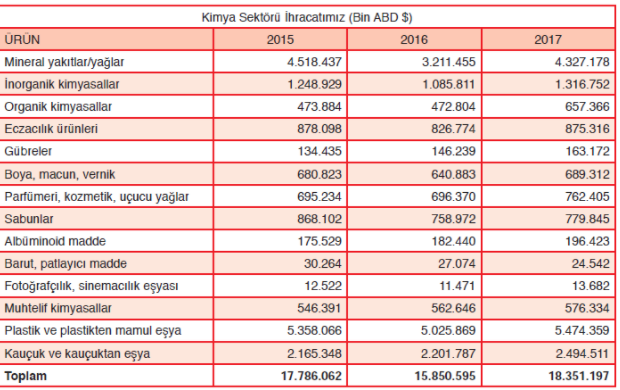 Kimya Sektörü İhracatımız (Bin ABD $)
ÜRÜN 2015 2016 2017
Mineral yakıtlar/yağlar 4.518.437 3.211.455 4.327.178
İnorganik kimyasallar 1.248.929 1.085.811 1.316.752
Organik kimyasallar 473.884 472.804 657.366
Eczacılık ürünleri 878.098 826.774 875.316
Gübreler 134.435 146.239 163.172
Boya, macun, vernik 680.823 640.883 689.312
Parfümeri, kozmetik, uçucu yağlar 695.234 696.370 762.405
Sabunlar 868.102 758.972 779.845
Albüminoid madde 175.529 182.440 196.423
Barut, patlayıcı madde 30.264 27.074 24.542
Fotoğrafçılık, sinemacılık eşyası 12.522 11.471 13.682
Muhtelif kimyasallar 546.391 562.646 576.334
Plastik ve plastikten mamul eşya 5.358.066 5.025.869 5.474.359
Kauçuk ve kauçuktan eşya 2.165.348 2.201.787 2.494.511
Toplam 17.786.062 15.850.595 18.351.197